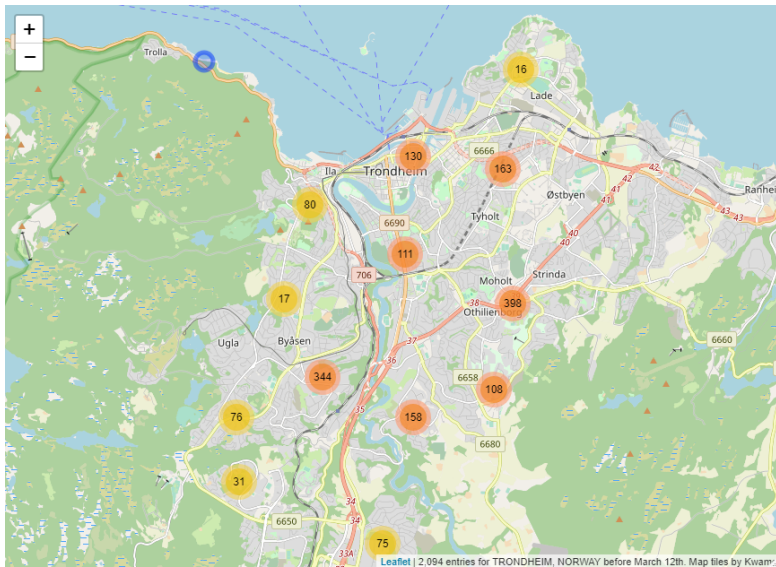 +
−
Trolla
16
Lade
130
6666
163
Ila
Trondheim
42
42
41
41
Ranhei
43
43
80
Østbyen
Tyholt
6690
40
40
111
706
Moholt
Strinda
17
38
398
Othilienborg
Ugla
Byåsen
37
6660
36
344
6658
108
35
76
158
6680
31
34
34
6650
33A
75
Leaflet | 2,094 entries for TRONDHEIM, NORWAY before March 12th. Map tiles by Kwam